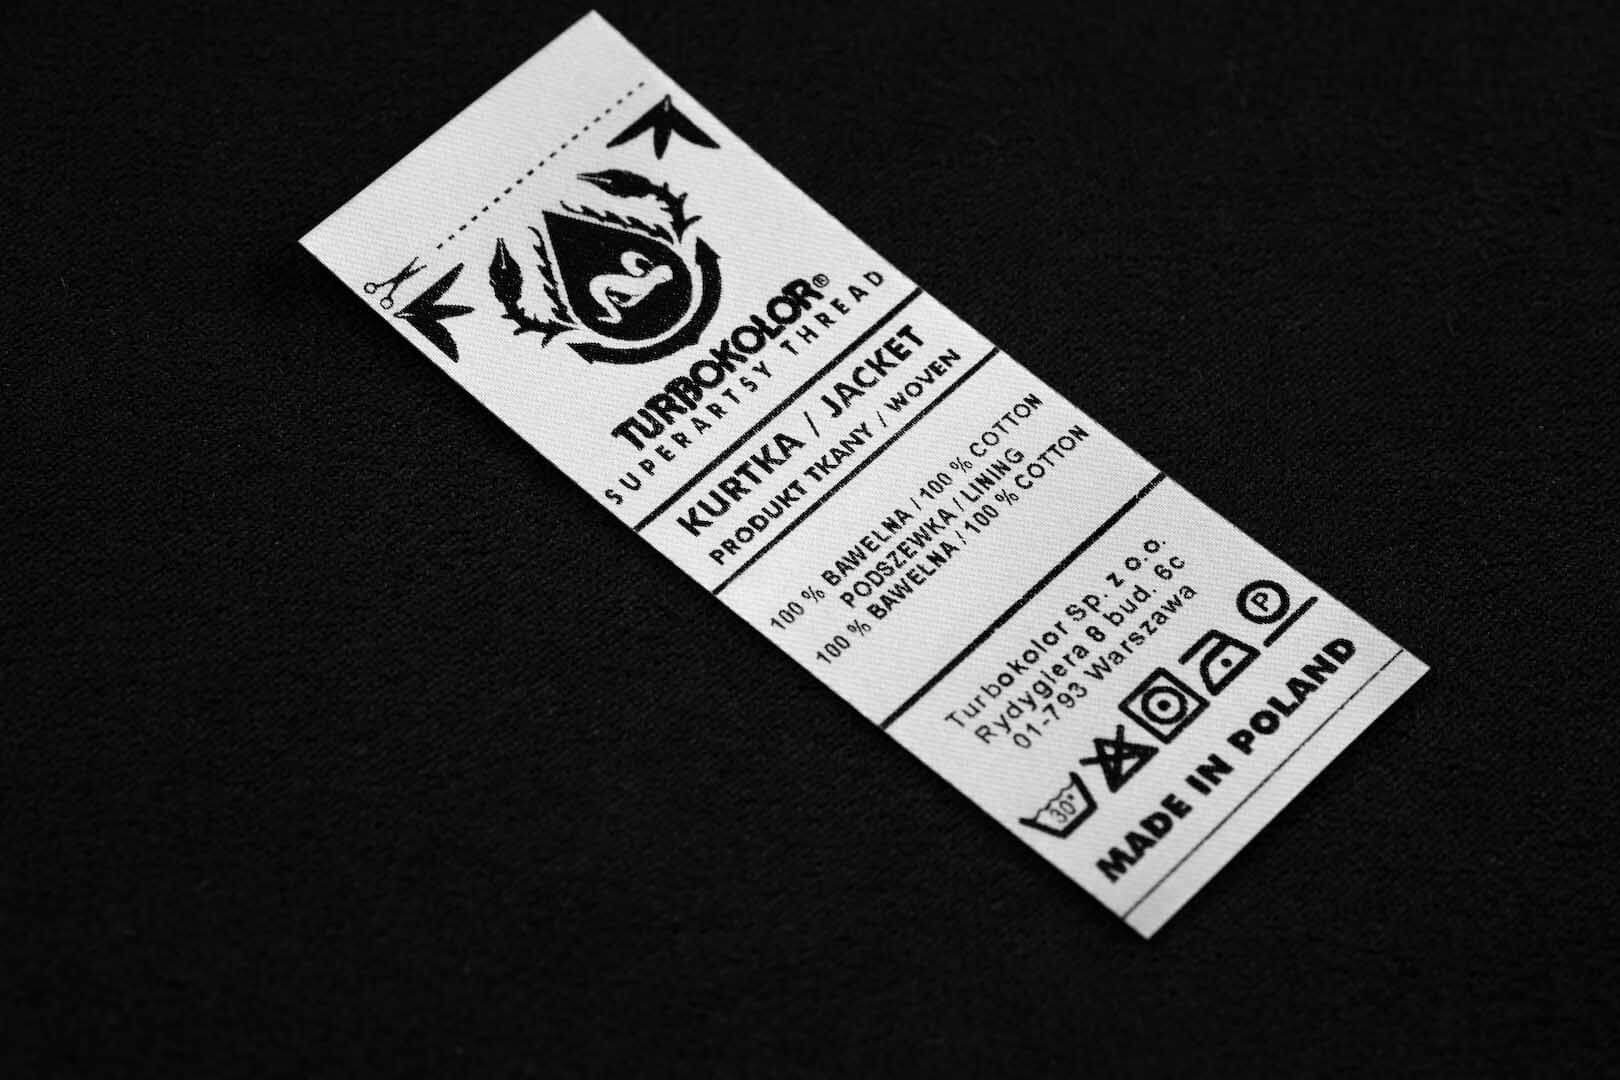 TURBOKOLOR®
SUPERARTSY THREAD
KURTKA / JACKET
PRODUKT TKANY / WOVEN
100 % BAWEŁNA / 100 % COTTON
PODSZEWKA / LINING
100 % BAWEŁNA / 100 % COTTON
Turbokolor Sp. z o.o.
Rydygiera 8 bud. 6c
01-793 Warszawa
30° P
MADE IN POLAND